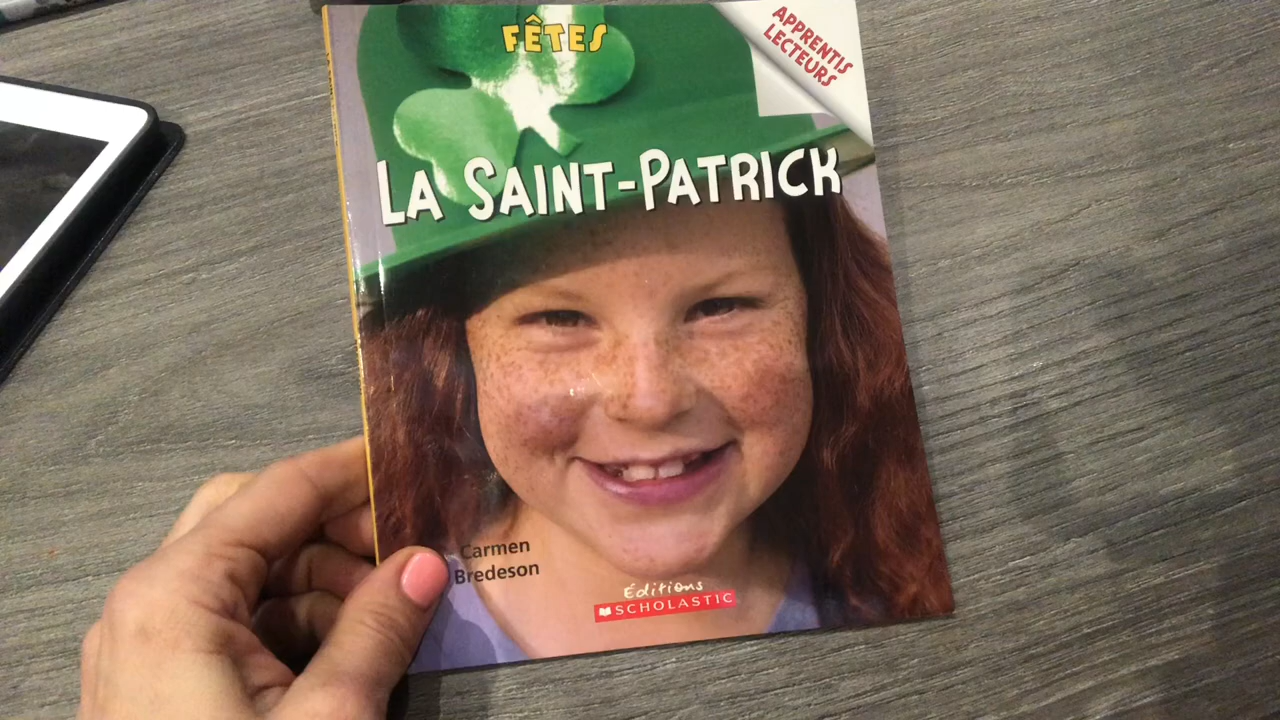 FÊTES
APPRENTIS
LECTEURS
LA SAINT-PATRICK
Carmen
Bredeson
Éditions
SCHOLASTIC